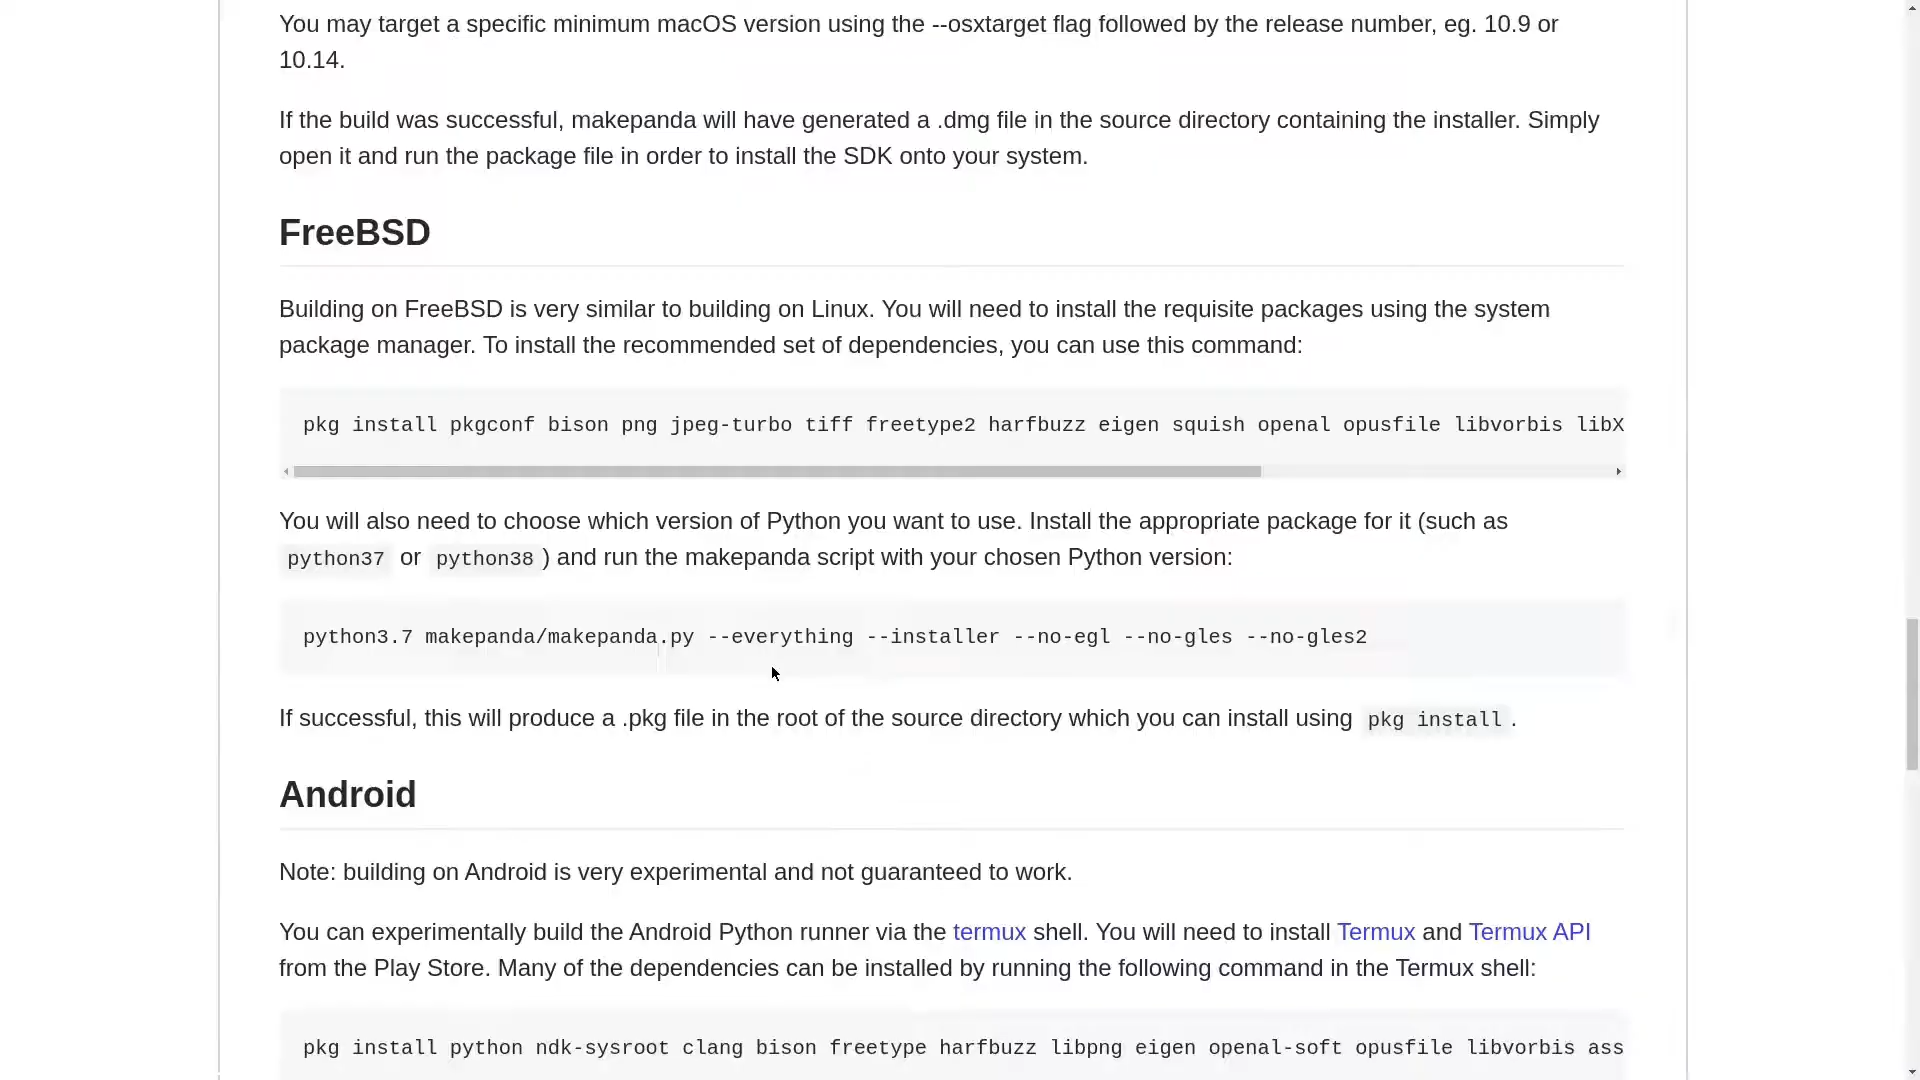 You may target a specific minimum macOS version using the --osxtarget flag followed by the release number, eg. 10.9 or
10.14.
If the build was successful, makepanda will have generated a .dmg file in the source directory containing the installer. Simply
open it and run the package file in order to install the SDK onto your system.
FreeBSD
Building on FreeBSD is very similar to building on Linux. You will need to install the requisite packages using the system
package manager. To install the recommended set of dependencies, you can use this command:
pkg install pkgconf bison png jpeg-turbo tiff freetype2 harfbuzz eigen squish openal opusfile libvorbis libX
You will also need to choose which version of Python you want to use. Install the appropriate package for it (such as
python37 or python38 ) and run the makepanda script with your chosen Python version:
python3.7 makepanda/makepanda.py --everything --installer --no-egl --no-gles --no-gles2
If successful, this will produce a .pkg file in the root of the source directory which you can install using pkg install .
Android
Note: building on Android is very experimental and not guaranteed to work.
You can experimentally build the Android Python runner via the termux shell. You will need to install Termux and Termux API
from the Play Store. Many of the dependencies can be installed by running the following command in the Termux shell:
pkg install python ndk-sysroot clang bison freetype harfbuzz libpng eigen openal-soft opusfile libvorbis ass